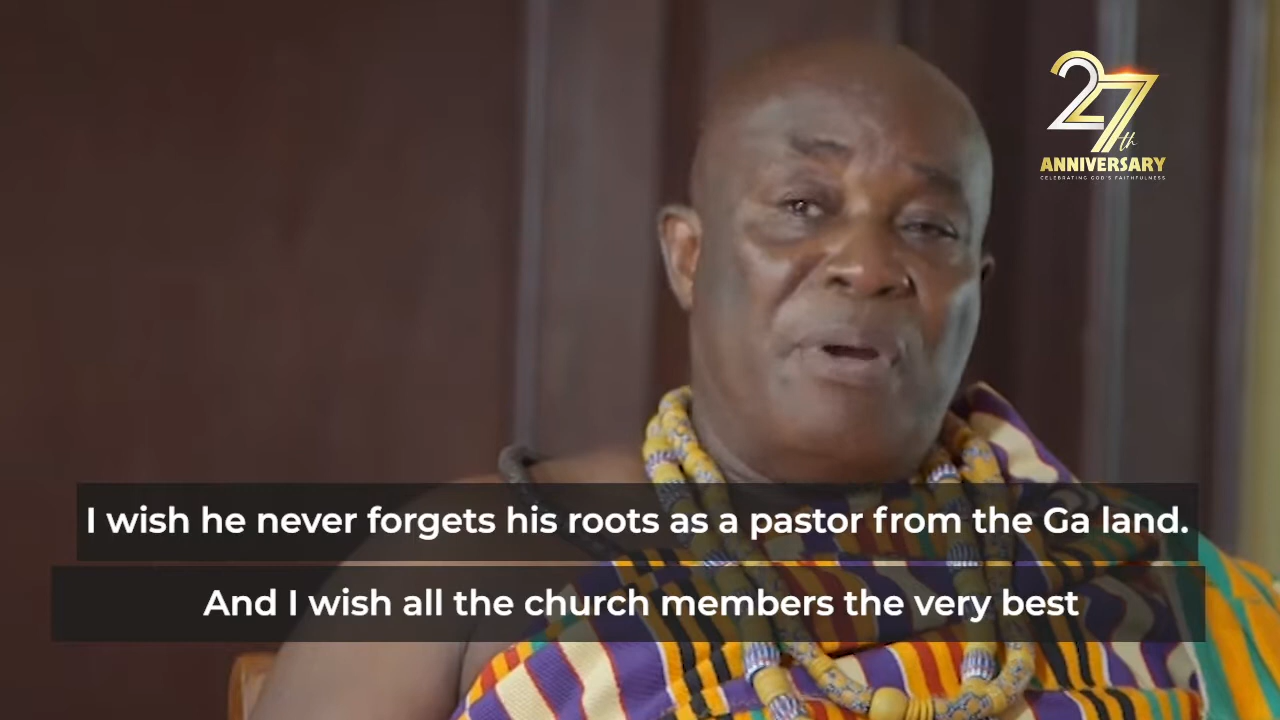 27th
ANNIVERSARY
CELEBRATING GOD'S FAITHFULNESS
I wish he never forgets his roots as a pastor from the Ga land.
And I wish all the church members the very best